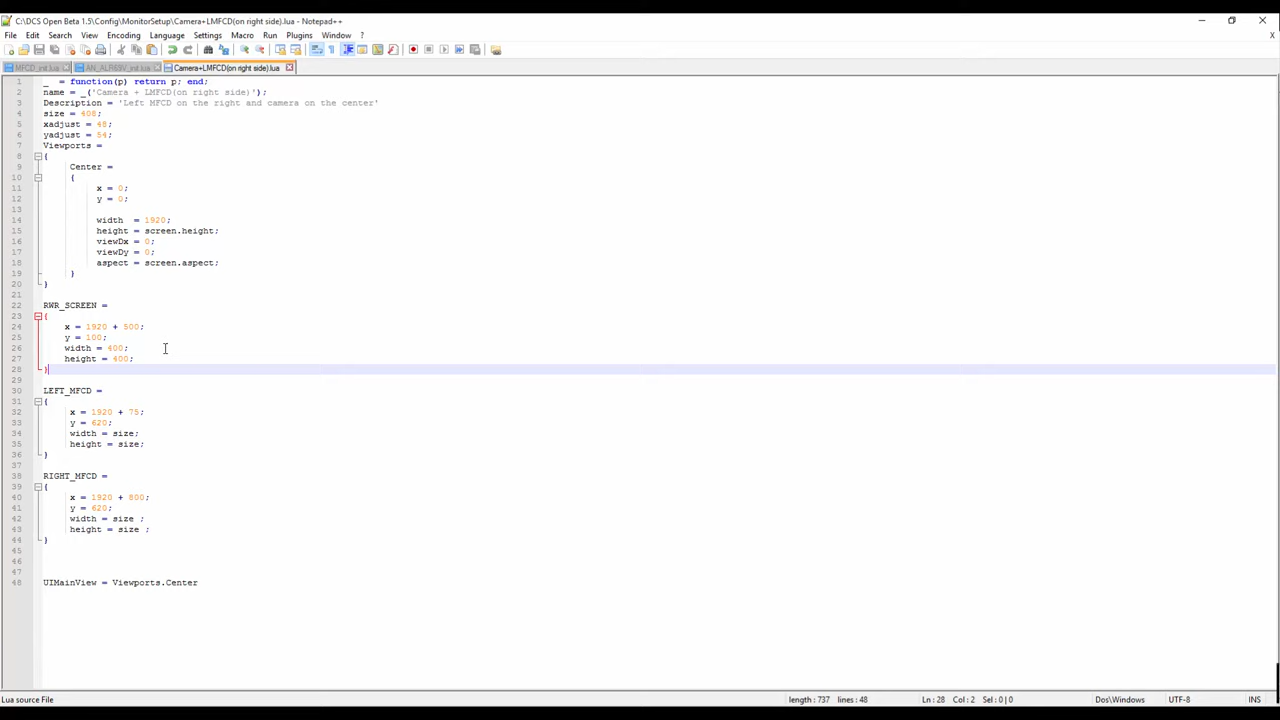 C:\DCS Open Beta 1.5\Config\MonitorSetup\Camera+LMFCD(on right side).lua - Notepad++
File Edit Search View Encoding Language Settings Macro Run Plugins Window ? X
MFCD_init.lua AN_ALR69V_init.lua Camera+LMFCD(on right side).lua
1 _ = function(p) return p; end;
2 name = _('Camera + LMFCD(on right side)');
3 Description = 'Left MFCD on the right and camera on the center'
4 size = 408;
5 xadjust = 48;
6 yadjust = 54;
7 Viewports =
8 {
9 Center =
10 {
11 x = 0;
12 y = 0;
13
14 width = 1920;
15 height = screen.height;
16 viewDx = 0;
17 viewDy = 0;
18 aspect = screen.aspect;
19 }
20 }
21
22 RWR_SCREEN =
23 {
24 x = 1920 + 500;
25 y = 100;
26 width = 400;
27 height = 400;
28 }
29
30 LEFT_MFCD =
31 {
32 x = 1920 + 75;
33 y = 620;
34 width = size;
35 height = size;
36 }
37
38 RIGHT_MFCD =
39 {
40 x = 1920 + 800;
41 y = 620;
42 width = size ;
43 height = size ;
44 }
45
46
47
48 UIMainView = Viewports.Center
Lua source File length : 737 lines : 48 Ln : 28 Col : 2 Sel : 0 | 0 Dos\Windows UTF-8 INS